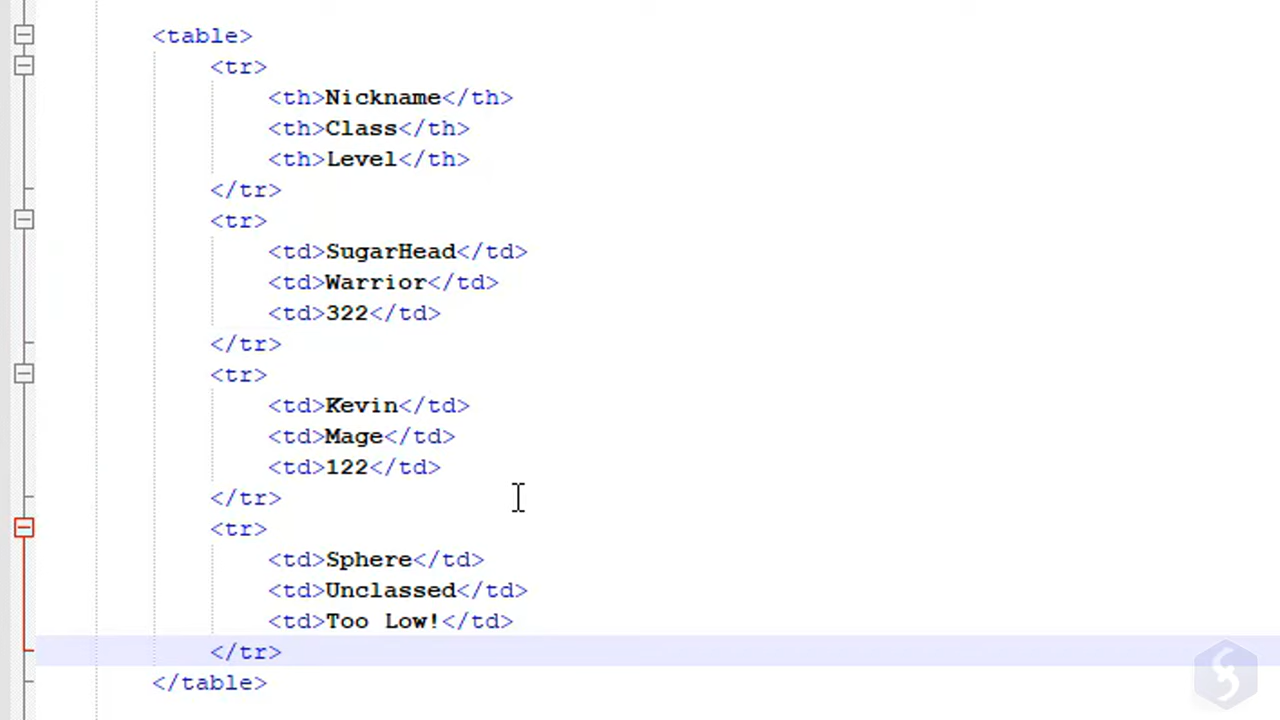 <table>
<tr>
<th>Nickname</th>
<th>Class</th>
<th>Level</th>
</tr>
<tr>
<td>SugarHead</td>
<td>Warrior</td>
<td>322</td>
</tr>
<tr>
<td>Kevin</td>
<td>Mage</td>
<td>122</td>
</tr>
<tr>
<td>Sphere</td>
<td>Unclassed</td>
<td>Too Low!</td>
</tr>
</table>